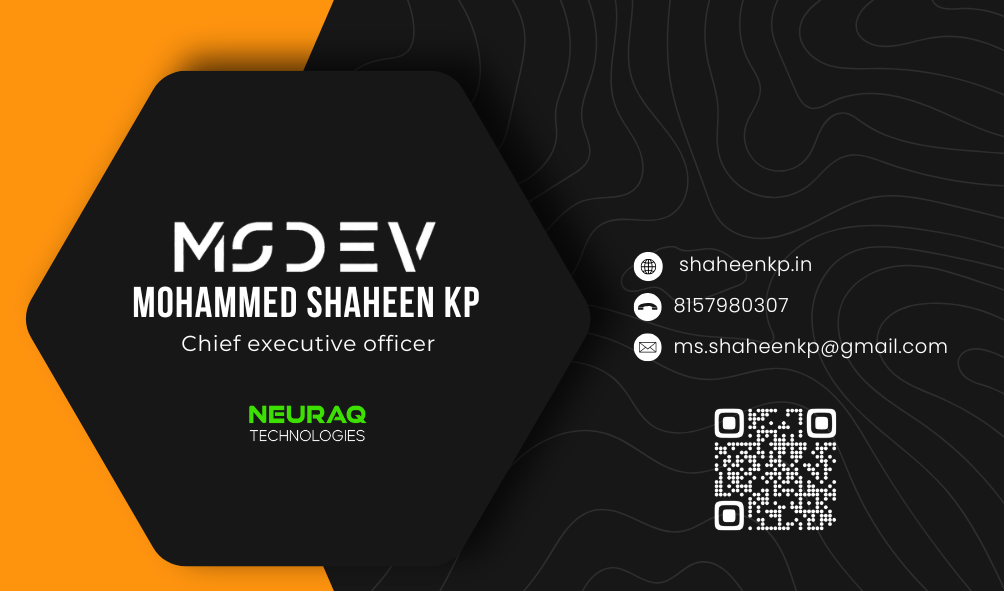 MSDEV
MOHAMMED SHAHEEN KP
Chief executive officer
NEURAQ
TECHNOLOGIES
shaheenkp.in
8157980307
ms.shaheenkp@gmail.com